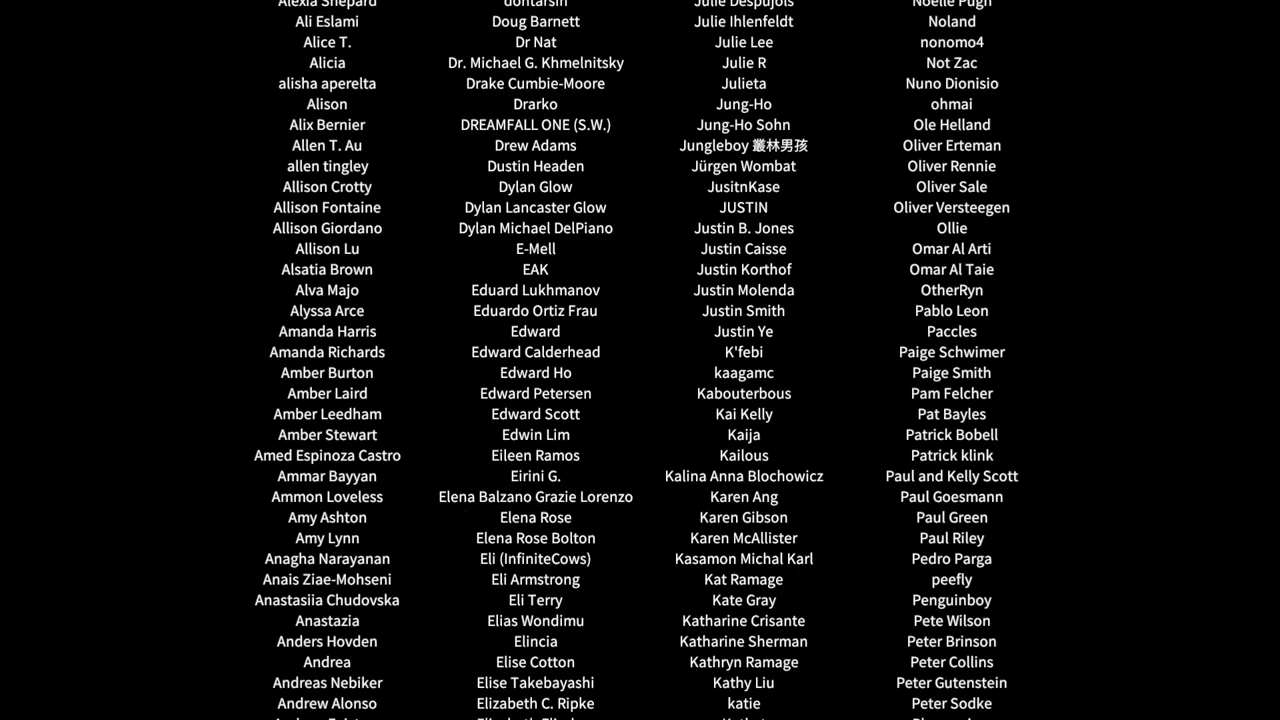 Alexia Shepard
Ali Eslami
Alice T.
Alicia
alisha aperelta
Alison
Alix Bernier
Allen T. Au
allen tingley
Allison Crotty
Allison Fontaine
Allison Giordano
Allison Lu
Alsatia Brown
Alva Majo
Alyssa Arce
Amanda Harris
Amanda Richards
Amber Burton
Amber Laird
Amber Leedham
Amber Stewart
Amed Espinoza Castro
Ammar Bayyan
Ammon Loveless
Amy Ashton
Amy Lynn
Anagha Narayanan
Anais Ziae-Mohseni
Anastasiia Chudovska
Anastazia
Anders Hovden
Andrea
Andreas Nebiker
Andrew Alonso
dontarsin
Doug Barnett
Dr Nat
Dr. Michael G. Khmelnitsky
Drake Cumbie-Moore
Drarko
DREAMFALL ONE (S.W.)
Drew Adams
Dustin Headen
Dylan Glow
Dylan Lancaster Glow
Dylan Michael DelPiano
E-Mell
EAK
Eduard Lukhmanov
Eduardo Ortiz Frau
Edward
Edward Calderhead
Edward Ho
Edward Petersen
Edward Scott
Edwin Lim
Eileen Ramos
Eirini G.
Elena Balzano Grazie Lorenzo
Elena Rose
Elena Rose Bolton
Eli (InfiniteCows)
Eli Armstrong
Eli Terry
Elias Wondimu
Elincia
Elise Cotton
Elise Takebayashi
Elizabeth C. Ripke
Julie Despujols
Julie Ihlenfeldt
Julie Lee
Julie R
Julieta
Jung-Ho
Jung-Ho Sohn
Jungleboy 叢林男孩
Jürgen Wombat
JusitnKase
JUSTIN
Justin B. Jones
Justin Caisse
Justin Korthof
Justin Molenda
Justin Smith
Justin Ye
K'febi
kaagamc
Kabouterbous
Kai Kelly
Kaija
Kailous
Kalina Anna Blochowicz
Karen Ang
Karen Gibson
Karen McAllister
Kasamon Michal Karl
Kat Ramage
Kate Gray
Katharine Crisante
Katharine Sherman
Kathryn Ramage
Kathy Liu
katie
Noelle Pugh
Noland
nonomo4
Not Zac
Nuno Dionisio
ohmai
Ole Helland
Oliver Erteman
Oliver Rennie
Oliver Sale
Oliver Versteegen
Ollie
Omar Al Arti
Omar Al Taie
OtherRyn
Pablo Leon
Paccles
Paige Schwimer
Paige Smith
Pam Felcher
Pat Bayles
Patrick Bobell
Patrick klink
Paul and Kelly Scott
Paul Goesmann
Paul Green
Paul Riley
Pedro Parga
peefly
Penguinboy
Pete Wilson
Peter Brinson
Peter Collins
Peter Gutenstein
Peter Sodke